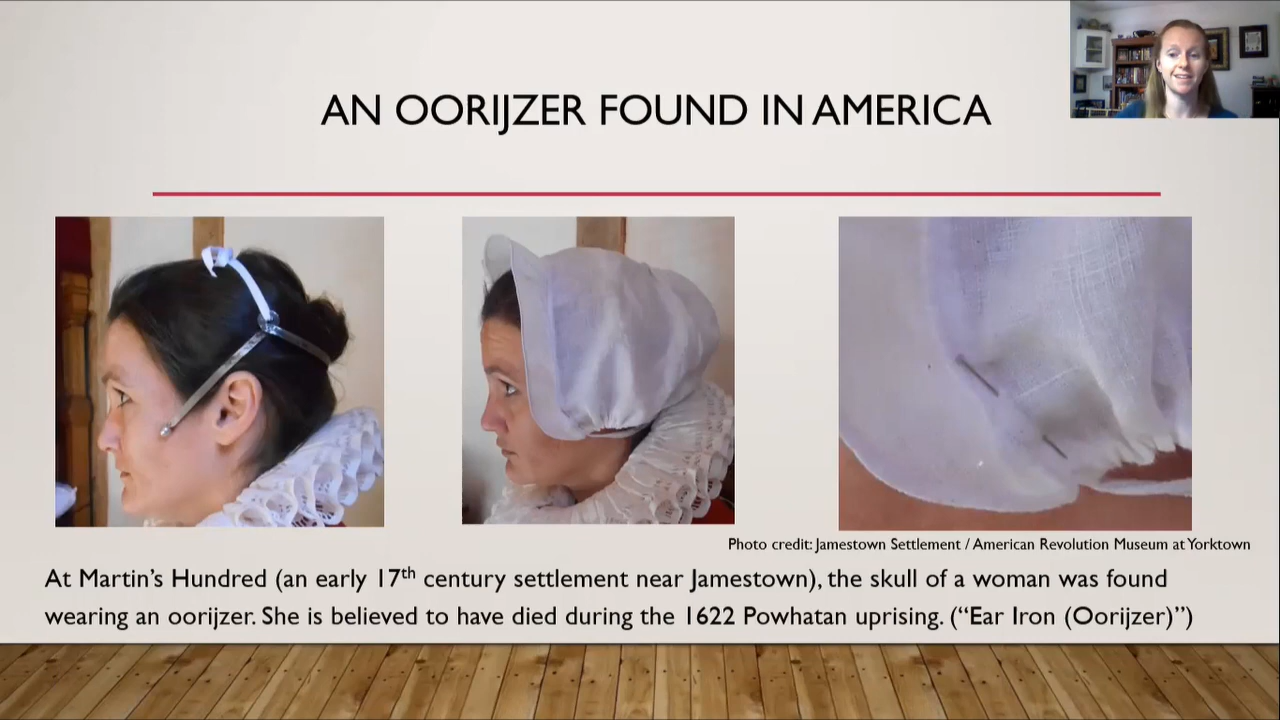 AN OORIJZER FOUND IN AMERICA
Photo credit: Jamestown Settlement / American Revolution Museum at Yorktown
At Martin’s Hundred (an early 17th century settlement near Jamestown), the skull of a woman was found
wearing an oorijzer. She is believed to have died during the 1622 Powhatan uprising. (“Ear Iron (Oorijzer)”)